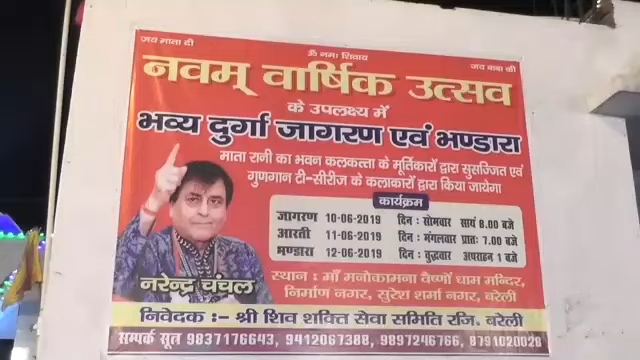 जय माता दी
ॐ नमः शिवाय
जय बाबा की
नवम् वार्षिक उत्सव
के उपलक्ष्य में
भव्य दुर्गा जागरण एवं भण्डारा
माता रानी का भवन कलकत्ता के मूर्तिकारों द्वारा सुसज्जित एवं
गुणगान टी-सीरीज के कलाकारों द्वारा किया जायेगा
कार्यक्रम
जागरण 10-06-2019 दिन : सोमवार सायं 8.00 बजे
आरती 11-06-2019 दिन : मंगलवार प्रातः 7.00 बजे
भण्डारा 12-06-2019 दिन : बुद्धवार अपराहन 1 बजे
नरेन्द्र चंचल
स्थान : माँ मनोकामना वैष्णों धाम मन्दिर,
निर्माण नगर, सुरेश शर्मा नगर, बरेली
निवेदक :- श्री शिव शक्ति सेवा समिति रजि. बरेली
सम्पर्क सूत्र 9837176643, 9412067388, 9897246766, 8791020028